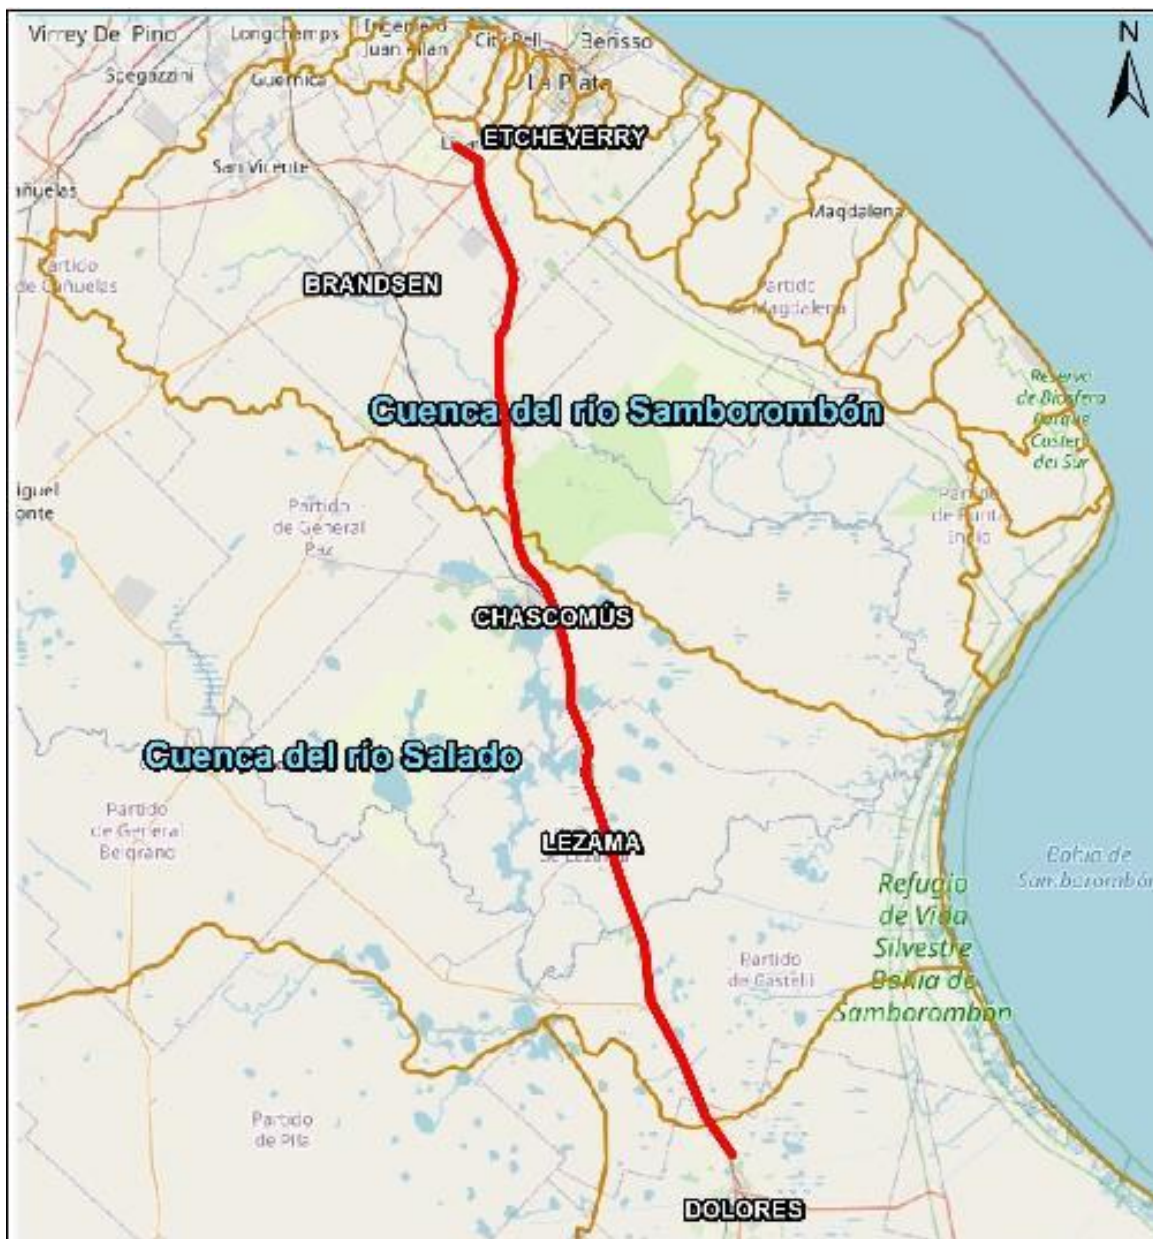 N
Virrey De Pino
Longchamps
Juan
City Bell
Berisso
Spegazzini
Guernica
La Plata
ETCHEVERRY
San Vicente
Magdalena
Partido
de Cañuelas
BRANDSEN
Partido
de Magdalena
Cuenca del río Samborombón
Reserva
de Biosfera
Parque
Costero
del Sur
Partido
de General
Paz
Partido
de Punta
Indio
CHASCOMÚS
Cuenca del río Salado
Partido
de General
Belgrano
LEZAMA
Bahía de
Samborombón
Refugio
de Vida
Silvestre
Bahía de
Samborombón
Partido
de Castelli
Partido
de Pila
DOLORES